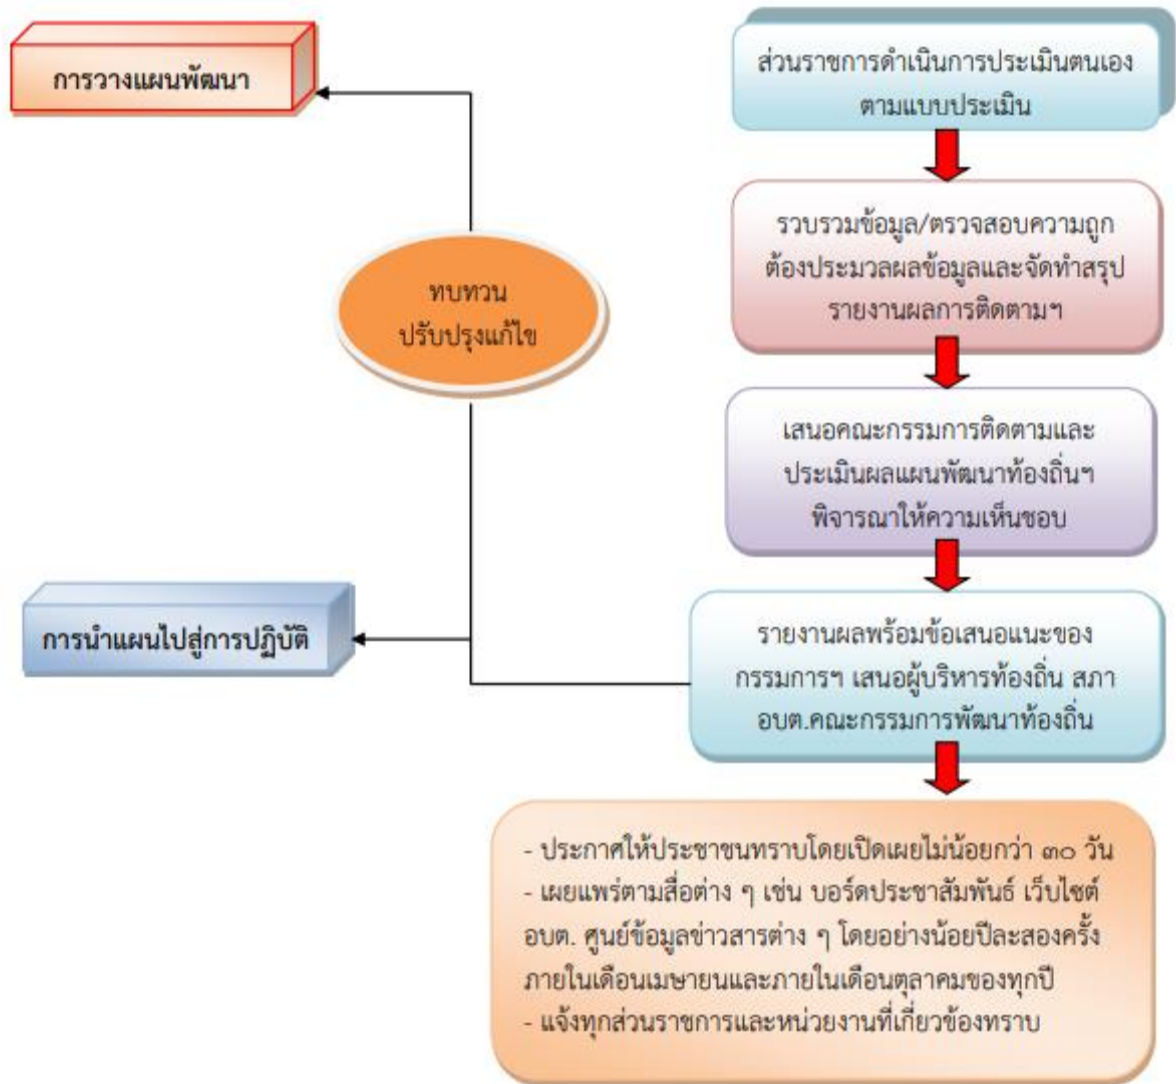 การวางแผนพัฒนา
ส่วนราชการดำเนินการประเมินตนเอง
ตามแบบประเมิน
รวบรวมข้อมูล/ตรวจสอบความถูก
ต้องประมวลผลข้อมูลและจัดทำสรุป
รายงานผลการติดตามฯ
ทบทวน
ปรับปรุงแก้ไข
เสนอคณะกรรมการติดตามและ
ประเมินผลแผนพัฒนาท้องถิ่นฯ
พิจารณาให้ความเห็นชอบ
การนำแผนไปสู่การปฏิบัติ
รายงานผลพร้อมข้อเสนอแนะของ
กรรมการฯ เสนอผู้บริหารท้องถิ่น สภา
อบต.คณะกรรมการพัฒนาท้องถิ่น
- ประกาศให้ประชาชนทราบโดยเปิดเผยไม่น้อยกว่า ๓๐ วัน
- เผยแพร่ตามสื่อต่าง ๆ เช่น บอร์ดประชาสัมพันธ์ เว็บไซต์
อบต. ศูนย์ข้อมูลข่าวสารต่าง ๆ โดยอย่างน้อยปีละสองครั้ง
ภายในเดือนเมษายนและภายในเดือนตุลาคมของทุกปี
- แจ้งทุกส่วนราชการและหน่วยงานที่เกี่ยวข้องทราบ